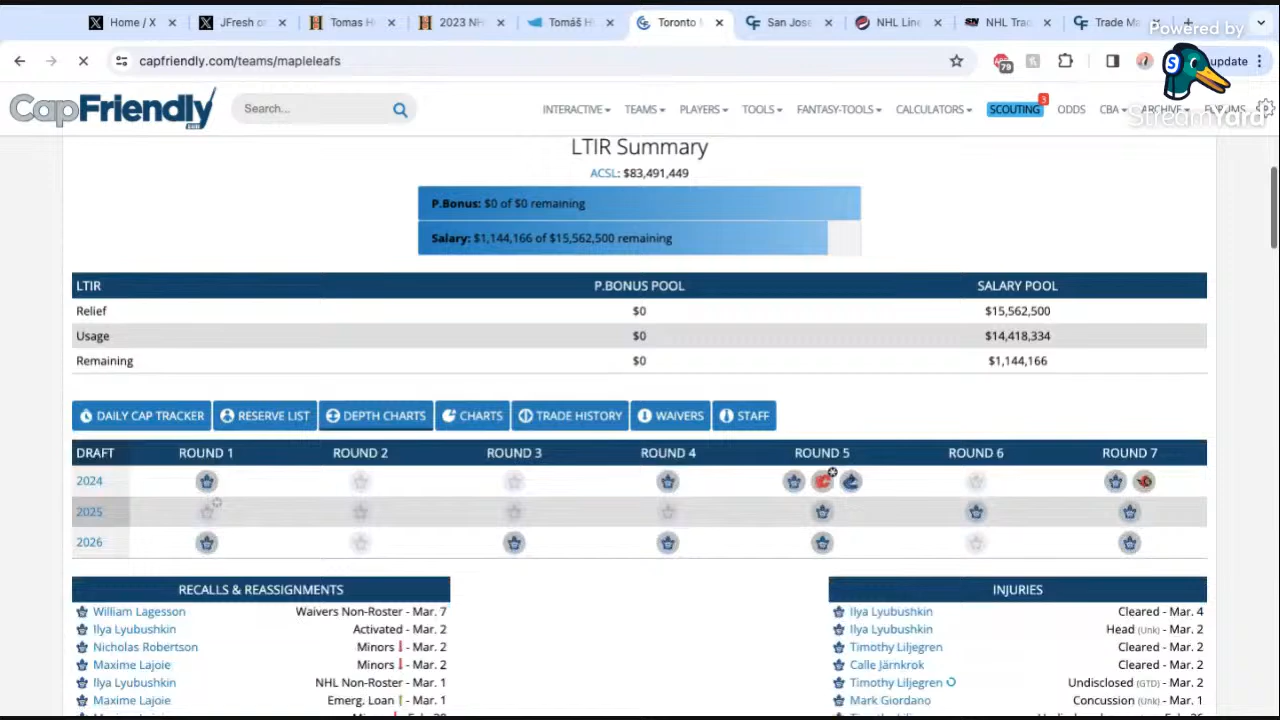 Home / X
JFresh o
Tomas H
2023 NH
Tomáš H
Toronto
San Jose
NHL Line
NHL Trac
Trade Ma
Powered by
capfriendly.com/teams/mapleleafs
79
S
update
CapFriendly
.com
Search...
INTERACTIVE TEAMS PLAYERS TOOLS FANTASY-TOOLS CALCULATORS SCOUTING 3 ODDS CBA ARCHIVE FORUMS
StreamYard
LTIR Summary
ACSL: $83,491,449
P.Bonus: $0 of $0 remaining
Salary: $1,144,166 of $15,562,500 remaining
LTIR P.BONUS POOL SALARY POOL
Relief $0 $15,562,500
Usage $0 $14,418,334
Remaining $0 $1,144,166
DAILY CAP TRACKER RESERVE LIST DEPTH CHARTS CHARTS TRADE HISTORY WAIVERS STAFF
DRAFT ROUND 1 ROUND 2 ROUND 3 ROUND 4 ROUND 5 ROUND 6 ROUND 7
2024
2025
2026
RECALLS & REASSIGNMENTS
William Lagesson Waivers Non-Roster - Mar. 7
Ilya Lyubushkin Activated - Mar. 2
Nicholas Robertson Minors - Mar. 2
Maxime Lajoie Minors - Mar. 2
Ilya Lyubushkin NHL Non-Roster - Mar. 1
Maxime Lajoie Emerg. Loan - Mar. 1
INJURIES
Ilya Lyubushkin Cleared - Mar. 4
Ilya Lyubushkin Head (Unk) - Mar. 2
Timothy Liljegren Cleared - Mar. 2
Calle Järnkrok Cleared - Mar. 2
Timothy Liljegren Undisclosed (GTD) - Mar. 2
Mark Giordano Concussion (Unk) - Mar. 1